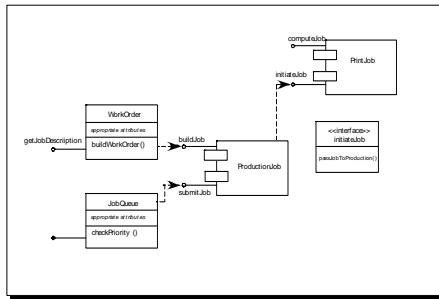 computeJob
PrintJob
initiateJob
WorkOrder
appropriate attributes
buildWorkOrder()
getJobDescription
buildJob
ProductionJob
submitJob
<<interface>>
initiateJob
passJobToProduction()
JobQueue
appropriate attributes
checkPriority ()